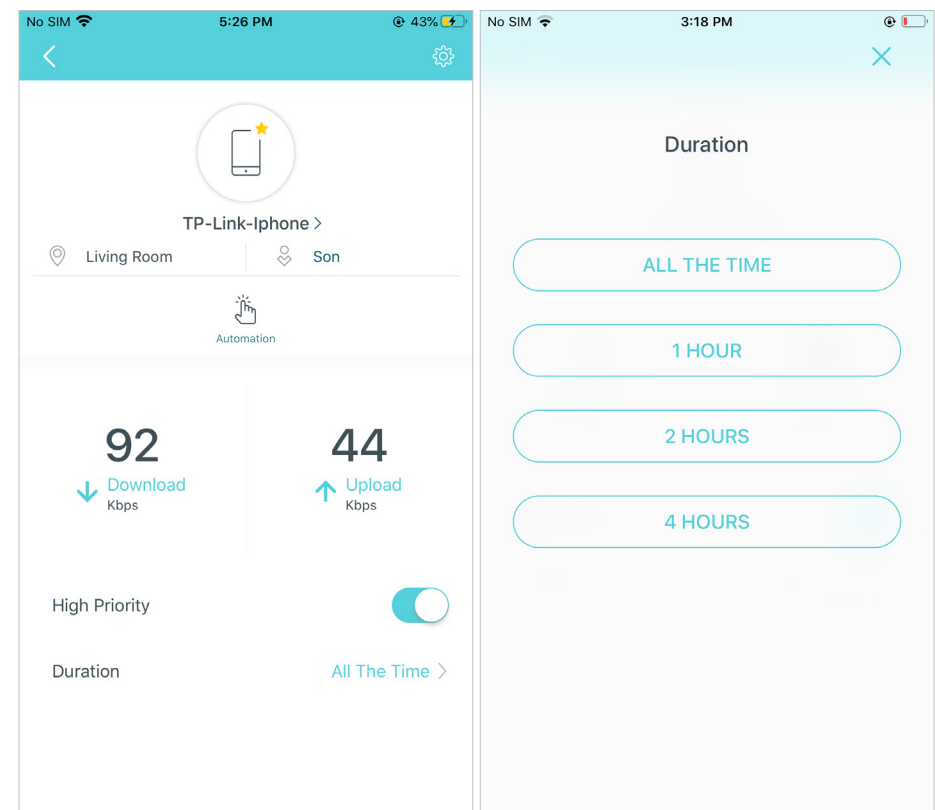 No SIM 5:26 PM 43%
TP-Link-Iphone >
Living Room Son
Automation
92 44
Download Upload
Kbps Kbps
High Priority
Duration All The Time >
No SIM 3:18 PM
Duration
ALL THE TIME
1 HOUR
2 HOURS
4 HOURS